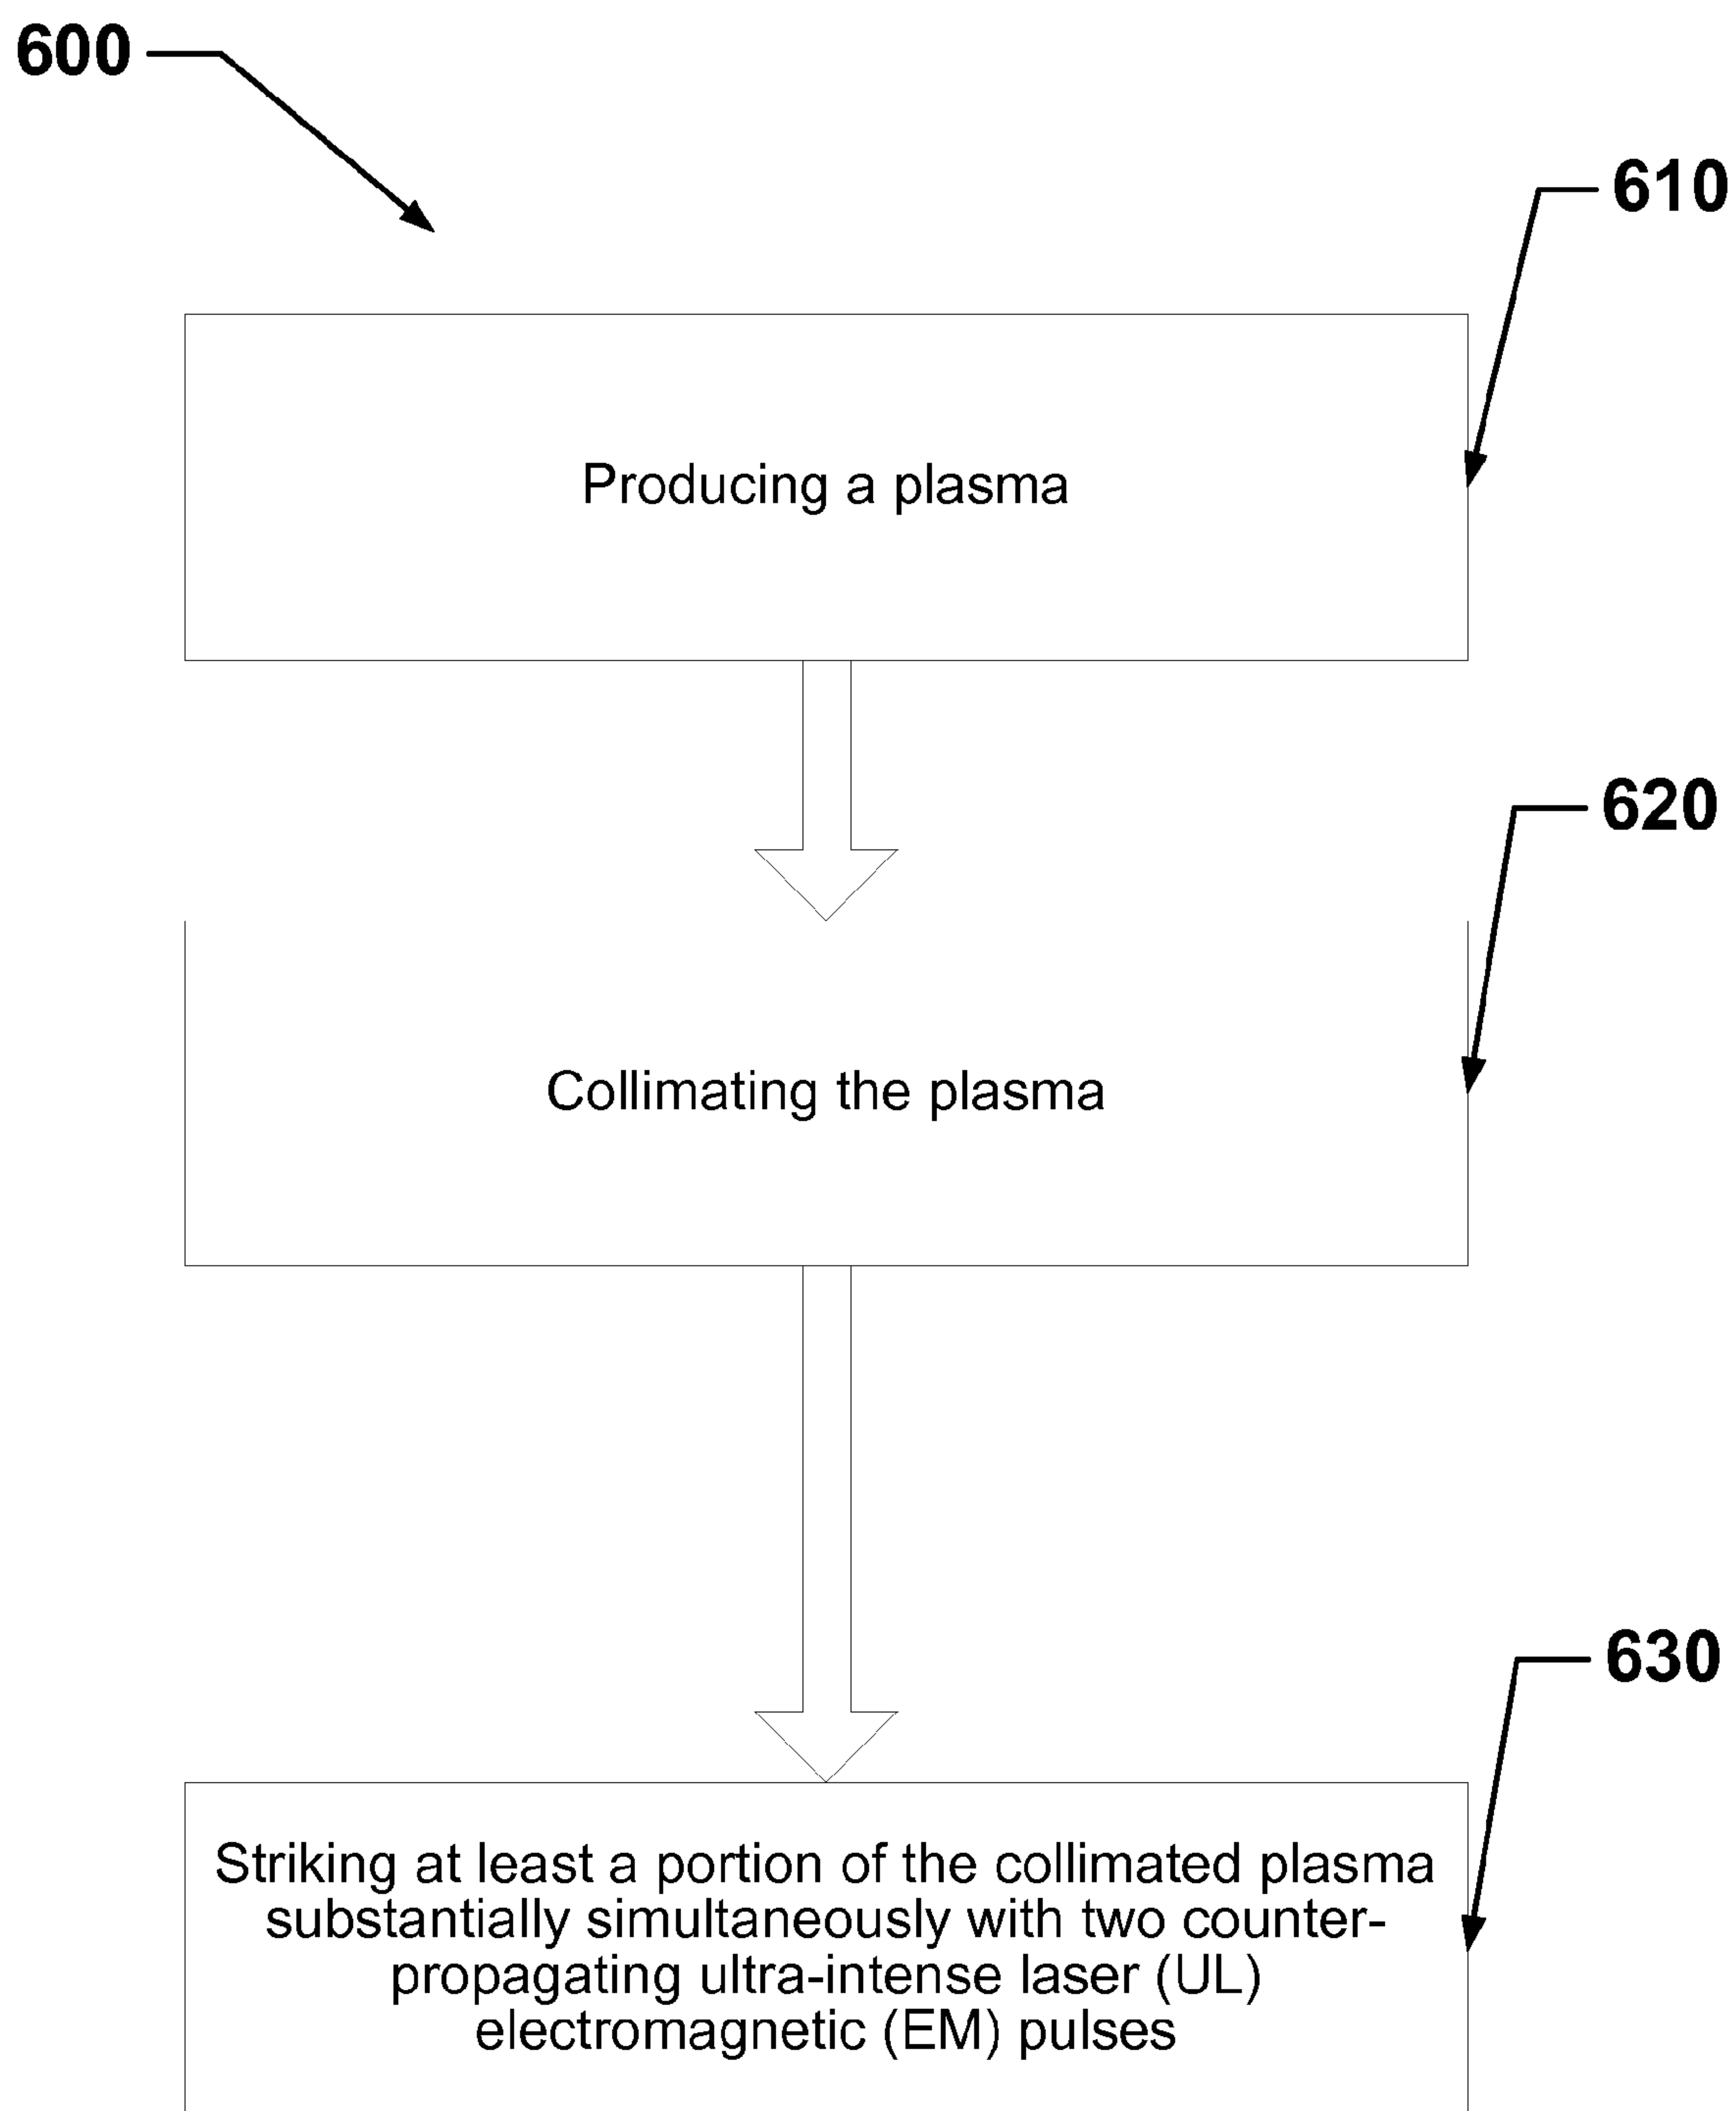 600
610
Producing a plasma
620
Collimating the plasma
630
Striking at least a portion of the collimated plasma
substantially simultaneously with two counter-
propagating ultra-intense laser (UL)
electromagnetic (EM) pulses